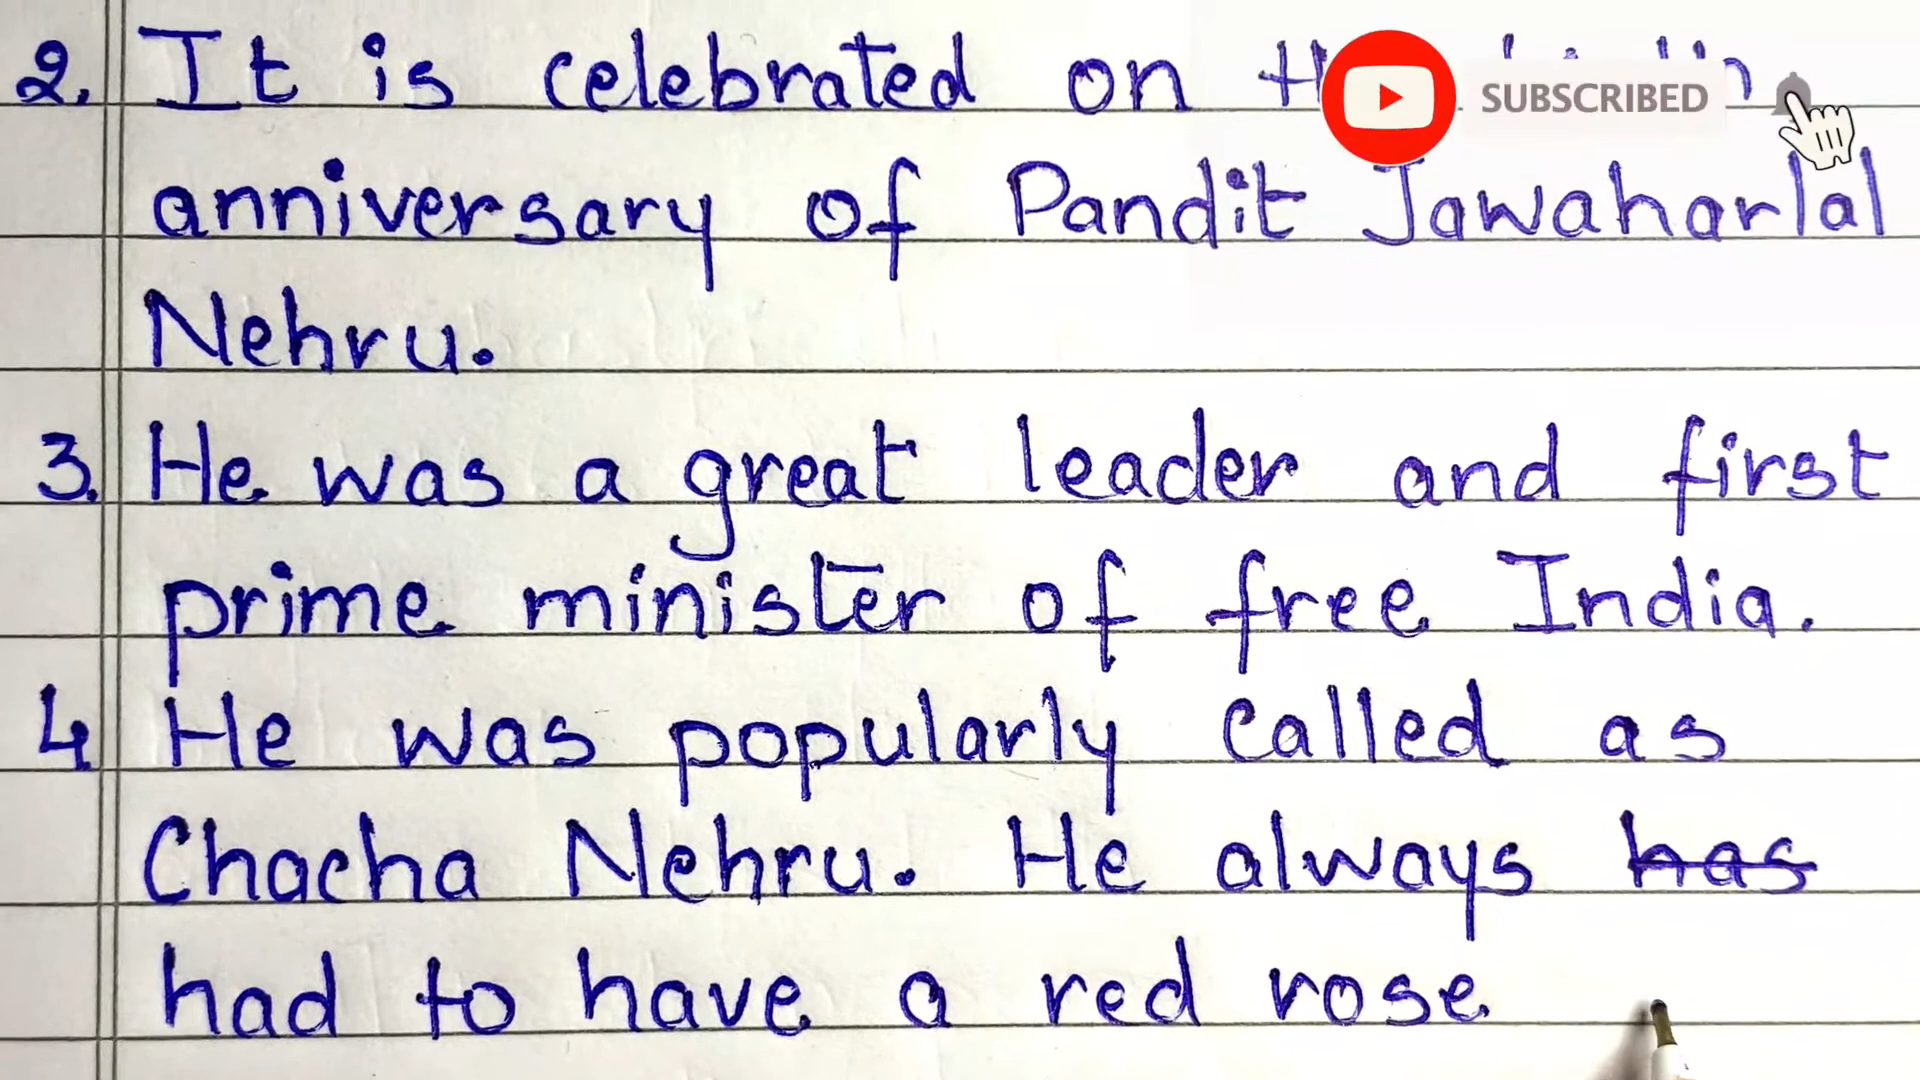 2. It is celebrated on
SUBSCRIBED
anniversary of Pandit Jawaharlal
Nehru.
3. He was a great leader and first
prime minister of free India.
4 He was popularly called as
Chacha Nehru. He always has
had to have a red rose